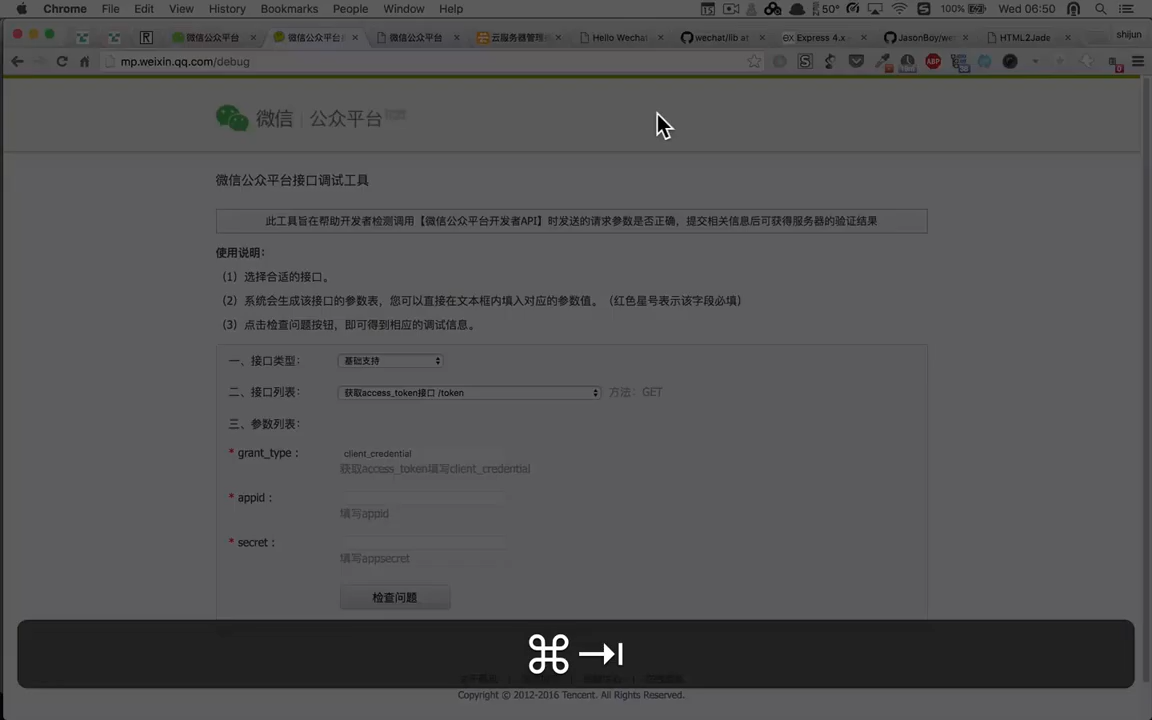 Chrome File Edit View History Bookmarks People Window Help 15 50° 100% Wed 06:50
微信公众平台 微信公众平台 微信公众平台 云服务器管理 Hello Wechat wechat/lib at Express 4.x - JasonBoy/we HTML2Jade shijun
mp.weixin.qq.com/debug
微信 | 公众平台
微信公众平台接口调试工具
此工具旨在帮助开发者检测调用【微信公众平台开发者API】时发送的请求参数是否正确，提交相关信息后可获得服务器的验证结果
使用说明：
（1）选择合适的接口。
（2）系统会生成该接口的参数表，您可以直接在文本框内填入对应的参数值。（红色星号表示该字段必填）
（3）点击检查问题按钮，即可得到相应的调试信息。
一、接口类型： 基础支持
二、接口列表： 获取access_token接口 /token 方法：GET
三、参数列表：
* grant_type： client_credential
获取access_token填写client_credential
* appid：
填写appid
* secret：
填写appsecret
检查问题
⌘⇥
Copyright © 2012-2016 Tencent. All Rights Reserved.